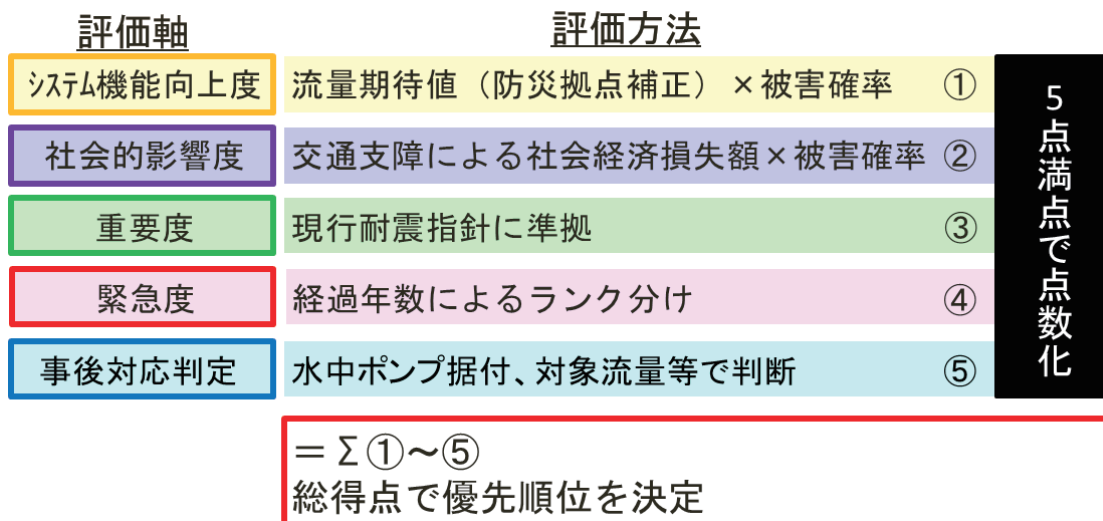 評価軸 評価方法
システム機能向上度 流量期待値（防災拠点補正）×被害確率 ①
社会的影響度 交通支障による社会経済損失額×被害確率 ②
重要度 現行耐震指針に準拠 ③
緊急度 経過年数によるランク分け ④
事後対応判定 水中ポンプ据付、対象流量等で判断 ⑤
5点満点で点数化
＝Σ①～⑤
総得点で優先順位を決定